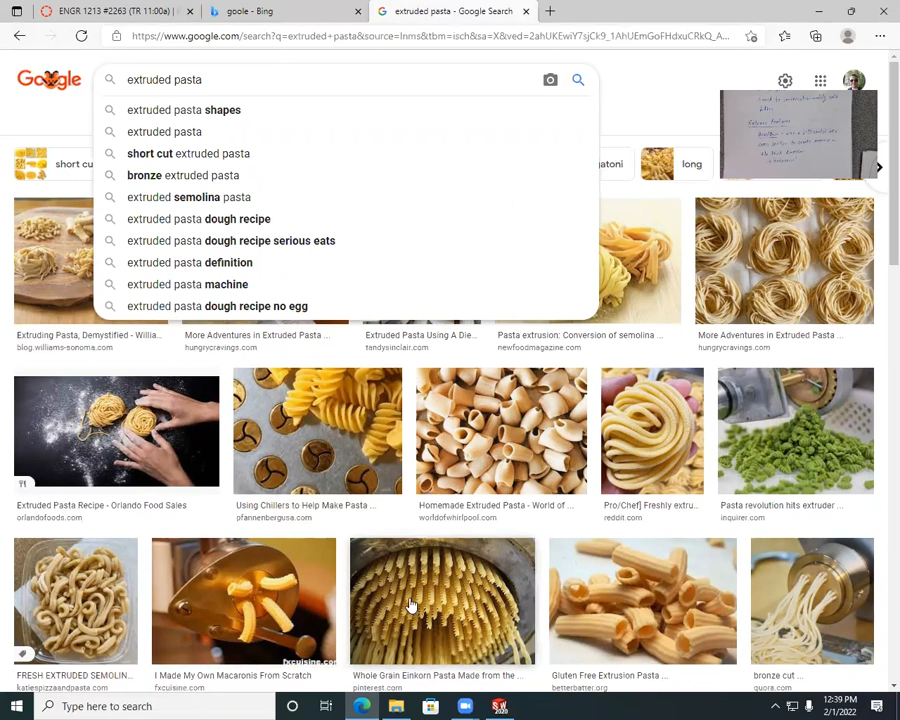 ENGR 1213 #2263 (TR 11:00a)
goole - Bing
extruded pasta - Google Search
https://www.google.com/search?q=extruded+pasta&source=lnms&tbm=isch&sa=X&ved=2ahUKEwiY7sjCk9_1AhUEmGoFHdxuCRkQ_A...
Google
extruded pasta
extruded pasta shapes
extruded pasta
short cut extruded pasta
bronze extruded pasta
extruded semolina pasta
extruded pasta dough recipe
extruded pasta dough recipe serious eats
extruded pasta definition
extruded pasta machine
extruded pasta dough recipe no egg
short cu
gatoni
long
Extruding Pasta, Demystified - Willia...
blog.williams-sonoma.com
More Adventures in Extruded Pasta ...
hungrycravings.com
Extruded Pasta Using A Die...
tandysinclair.com
Pasta extrusion: Conversion of semolina ...
newfoodmagazine.com
More Adventures in Extruded Pasta ...
hungrycravings.com
Extruded Pasta Recipe - Orlando Food Sales
orlandofoods.com
Using Chillers to Help Make Pasta ...
pfannenbergusa.com
Homemade Extruded Pasta - World of ...
worldofwhirlpool.com
Pro/Chef] Freshly extru...
reddit.com
Pasta revolution hits extruder ...
inquirer.com
FRESH EXTRUDED SEMOLIN...
katiespizzaandpasta.com
fxcuisine.com
I Made My Own Macaronis From Scratch
fxcuisine.com
Whole Grain Einkorn Pasta Made from the ...
pinterest.com
Gluten Free Extrusion Pasta ...
betterbatter.org
bronze cut ...
quora.com
Type here to search
SW
2020
12:39 PM
2/1/2022